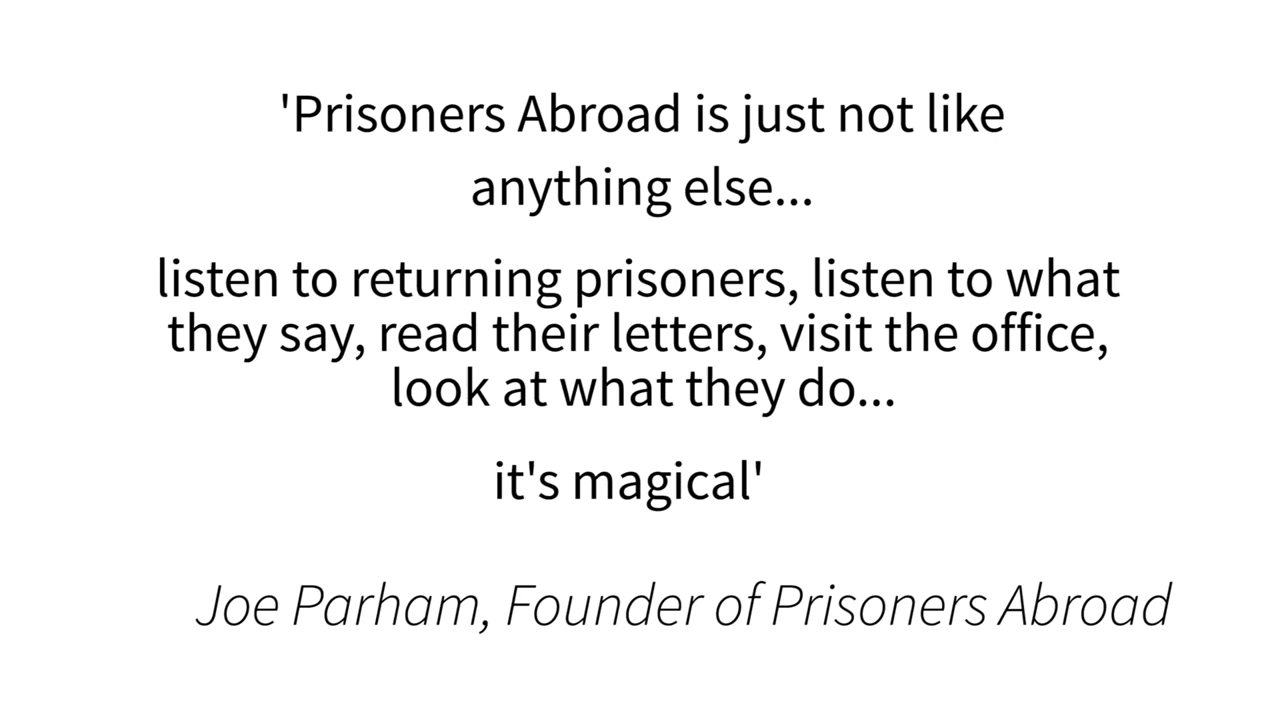 'Prisoners Abroad is just not like
anything else...
listen to returning prisoners, listen to what
they say, read their letters, visit the office,
look at what they do...
it's magical'
Joe Parham, Founder of Prisoners Abroad